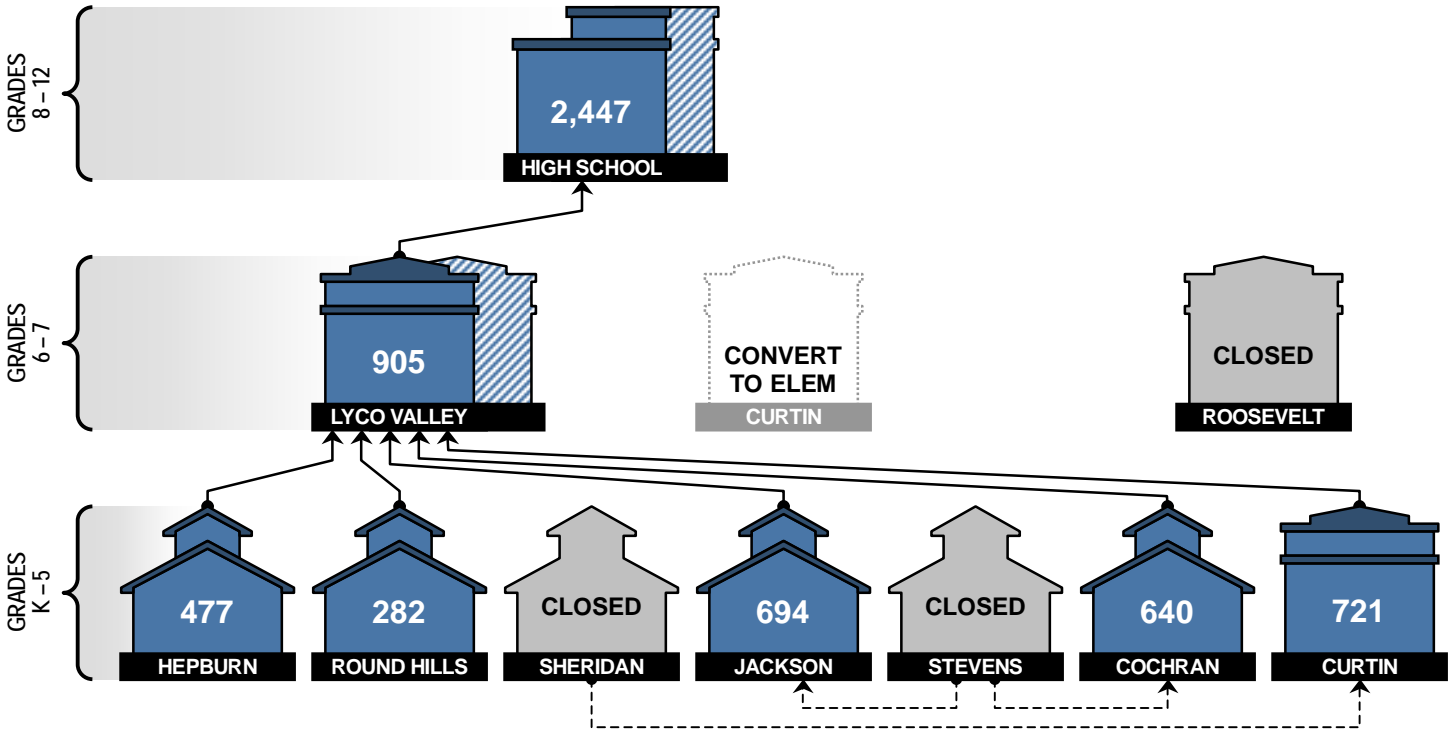 GRADES
8 – 12
2,447
HIGH SCHOOL
GRADES
6 – 7
905
LYCO VALLEY
CONVERT
TO ELEM
CURTIN
CLOSED
ROOSEVELT
GRADES
K – 5
477
HEPBURN
282
ROUND HILLS
CLOSED
SHERIDAN
694
JACKSON
CLOSED
STEVENS
640
COCHRAN
721
CURTIN